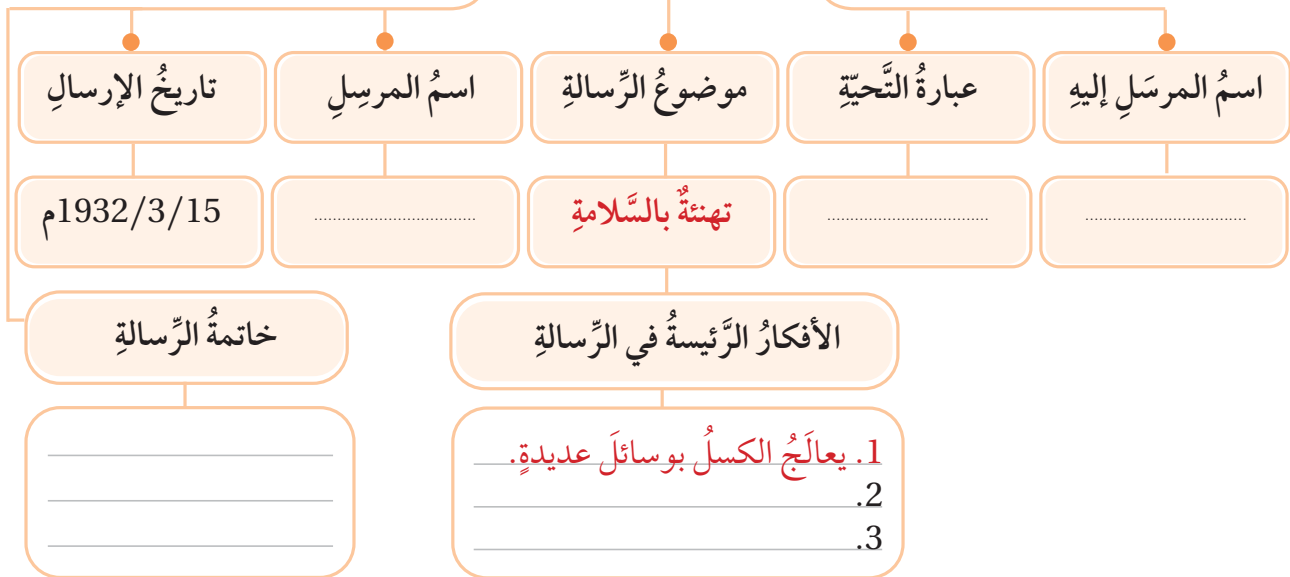 اسمُ المرسَلِ إليهِ
عبارةُ التَّحيّةِ
موضوعُ الرِّسالةِ
اسمُ المرسِلِ
تاريخُ الإرسالِ
................................
................................
تهنئةٌ بالسَّلامةِ
................................
1932/3/15م
الأفكارُ الرَّئيسةُ في الرِّسالةِ
1. يعالَجُ الكسلُ بوسائلَ عديدةٍ.
2.
3.
خاتمةُ الرِّسالةِ